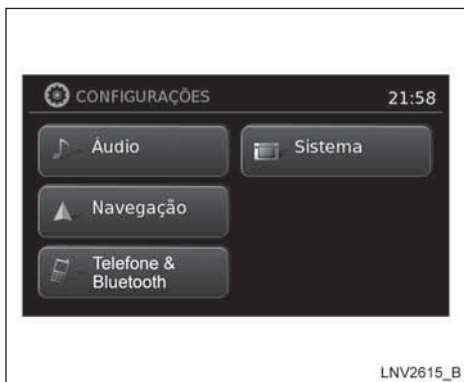 CONFIGURAÇÕES 21:58
Áudio
Sistema
Navegação
Telefone &
Bluetooth
LNV2615_B